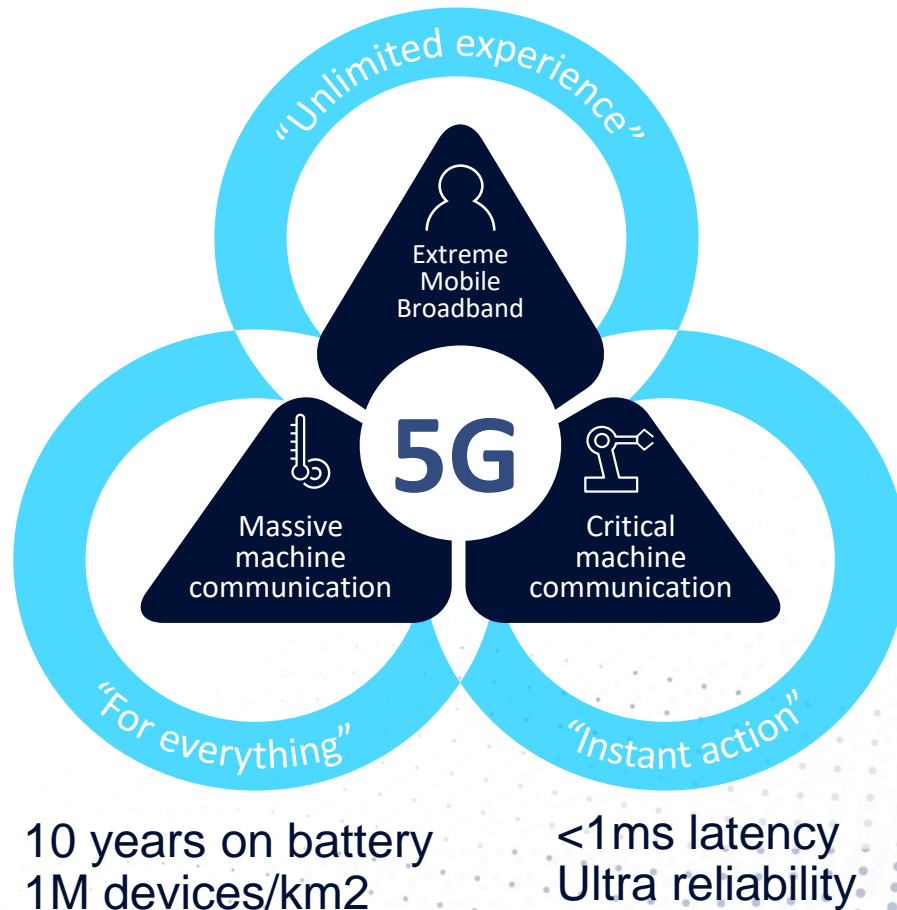 “Unlimited experience”
Extreme
Mobile
Broadband
5G
Massive
machine
communication
Critical
machine
communication
“For everything”
“Instant action”
10 years on battery
1M devices/km2
<1ms latency
Ultra reliability